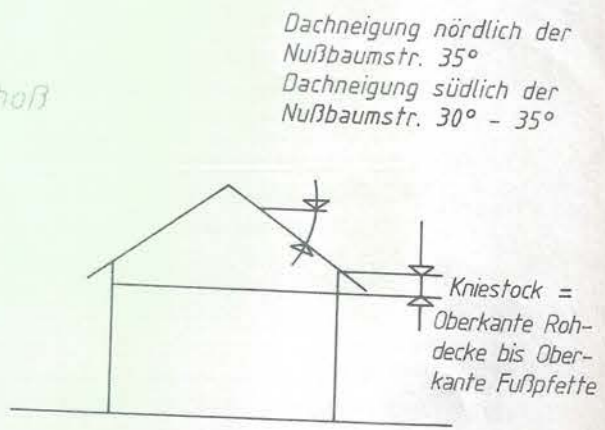 Dachneigung nördlich der
Nußbaumstr. 35°
Dachneigung südlich der
Nußbaumstr. 30° - 35°
Kniestock =
Oberkante Roh-
decke bis Ober-
kante Fußpfette